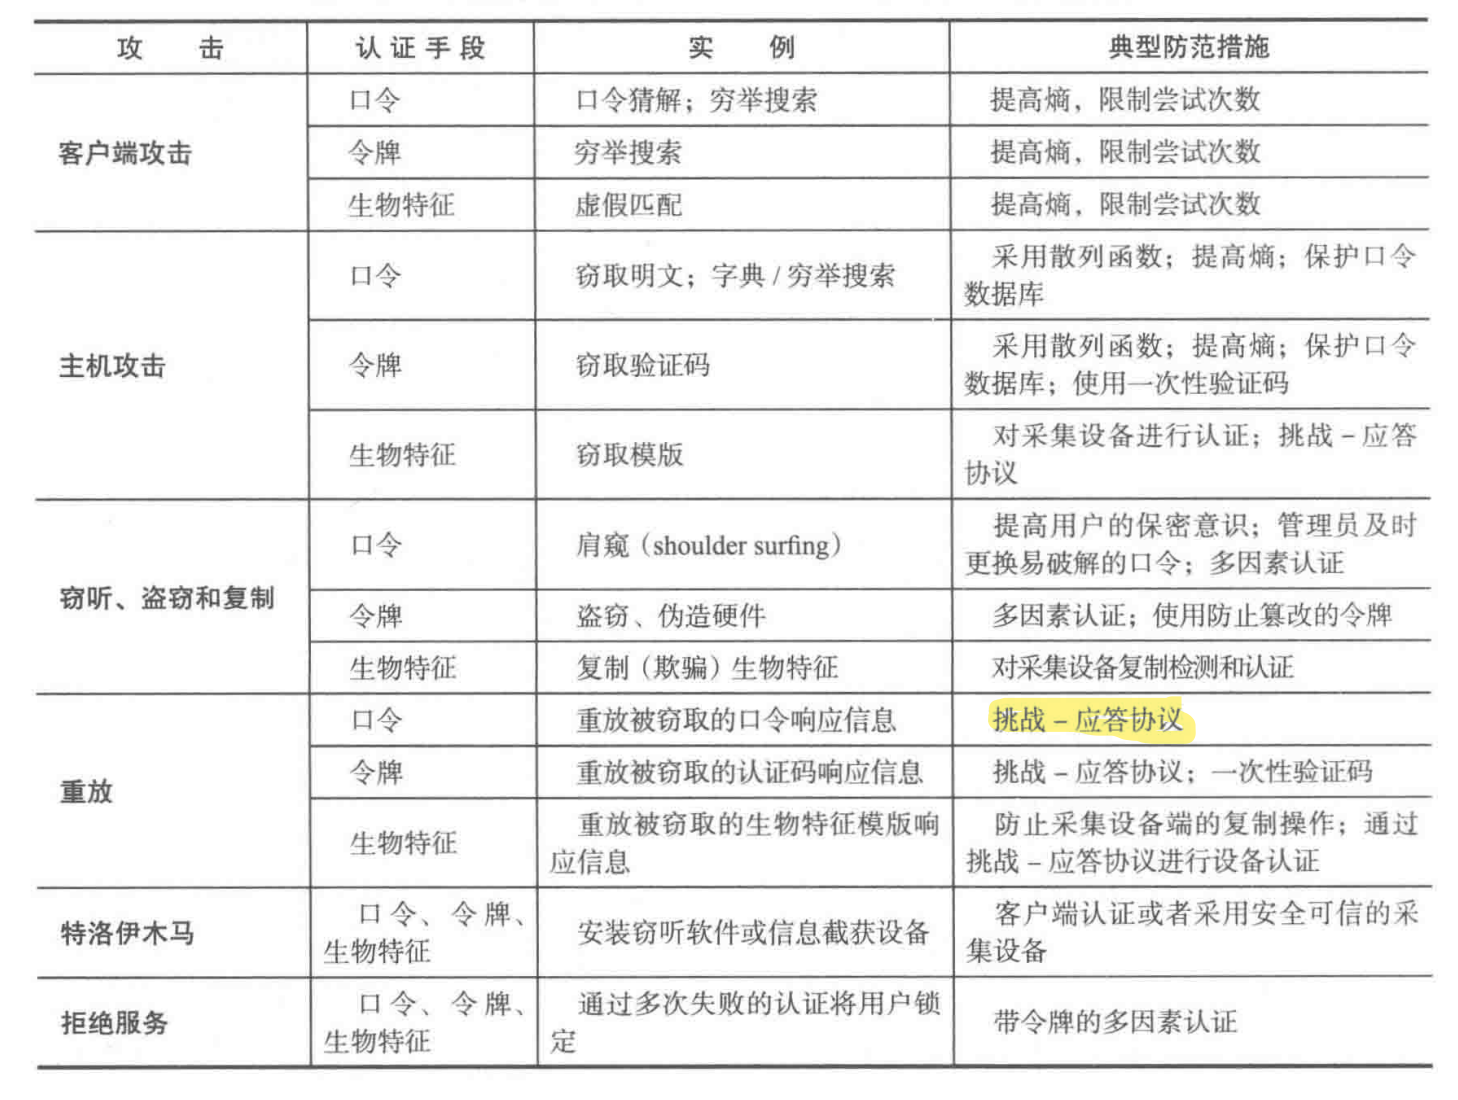 攻 击 认证手段 实 例 典型防范措施
客户端攻击
口令 口令猜解；穷举搜索 提高熵，限制尝试次数
令牌 穷举搜索 提高熵，限制尝试次数
生物特征 虚假匹配 提高熵，限制尝试次数
主机攻击
口令 窃取明文；字典 / 穷举搜索 采用散列函数；提高熵；保护口令
数据库
令牌 窃取验证码 采用散列函数；提高熵；保护口令
数据库；使用一次性验证码
生物特征 窃取模版 对采集设备进行认证；挑战 – 应答
协议
窃听、盗窃和复制
口令 肩窥（shoulder surfing） 提高用户的保密意识；管理员及时
更换易破解的口令；多因素认证
令牌 盗窃、伪造硬件 多因素认证；使用防止篡改的令牌
生物特征 复制（欺骗）生物特征 对采集设备复制检测和认证
重放
口令 重放被窃取的口令响应信息 挑战 – 应答协议
令牌 重放被窃取的认证码响应信息 挑战 – 应答协议；一次性验证码
生物特征 重放被窃取的生物特征模版响
应信息 防止采集设备端的复制操作；通过
挑战 – 应答协议进行设备认证
特洛伊木马
口令、令牌、
生物特征 安装窃听软件或信息截获设备 客户端认证或者采用安全可信的采
集设备
拒绝服务
口令、令牌、
生物特征 通过多次失败的认证将用户锁
定 带令牌的多因素认证